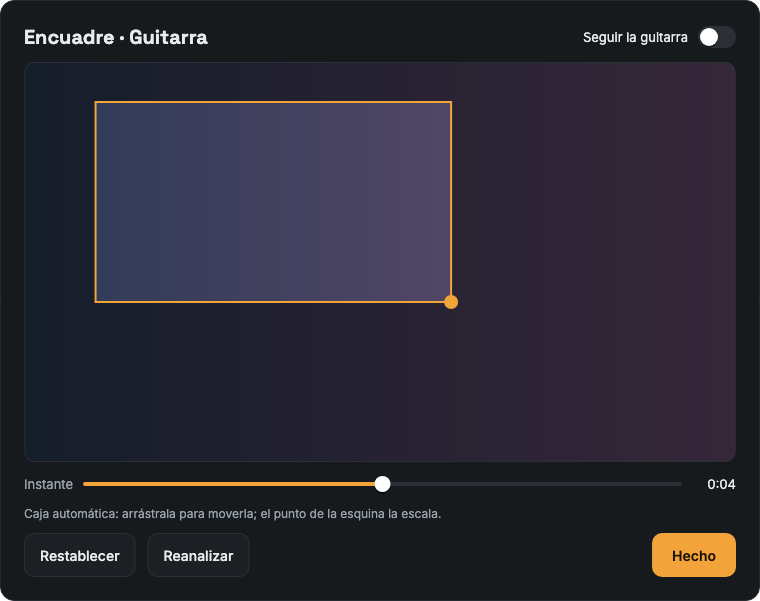 Encuadre · Guitarra
Seguir la guitarra
Instante
0:04
Caja automática: arrástrala para moverla; el punto de la esquina la escala.
Restablecer
Reanalizar
Hecho